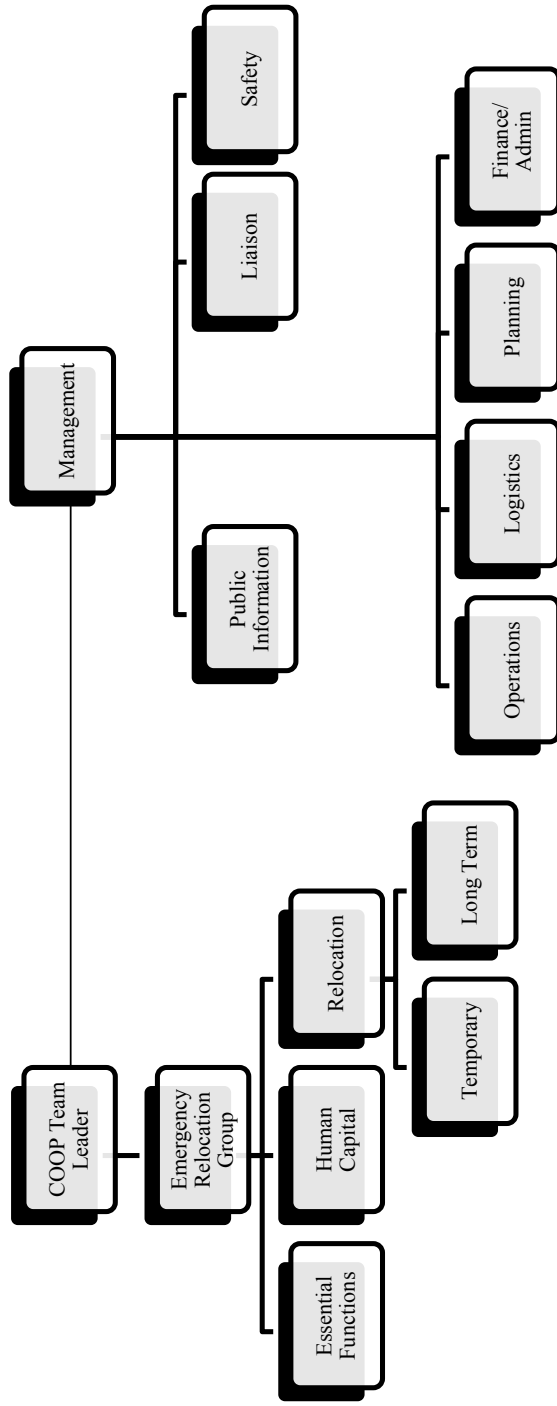 COOP Team
Leader
Emergency
Relocation
Group
Essential
Functions
Human
Capital
Relocation
Temporary
Long Term
Management
Public
Information
Liaison
Safety
Operations
Logistics
Planning
Finance/
Admin